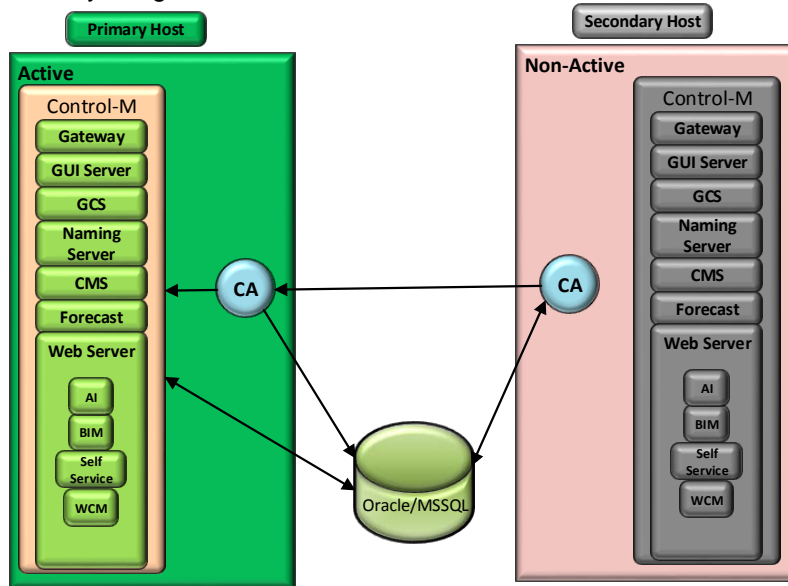 Primary Host
Secondary Host
Active
Control-M
Gateway
GUI Server
GCS
Naming
Server
CMS
Forecast
Web Server
AI
BIM
Self
Service
WCM
CA
Oracle/MSSQL
Non-Active
CA
Control-M
Gateway
GUI Server
GCS
Naming
Server
CMS
Forecast
Web Server
AI
BIM
Self
Service
WCM